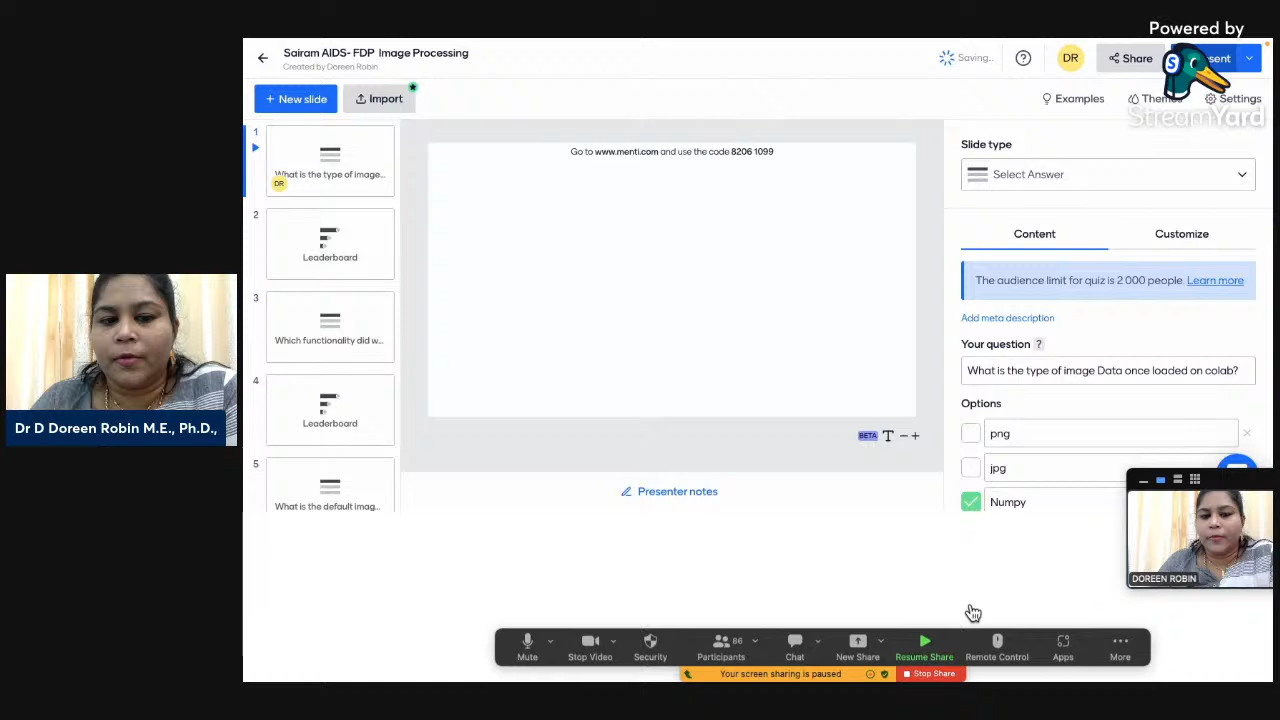 Powered by
StreamYard
Sairam AIDS- FDP Image Processing
Created by Doreen Robin
Saving..
?
DR
Share
+ New slide
Import
Examples
Themes
Settings
1
What is the type of image...
DR
2
Leaderboard
3
Which functionality did w...
4
Leaderboard
5
What is the default imag...
Go to www.menti.com and use the code 8206 1099
BETA T − +
Presenter notes
Slide type
Select Answer
Content
Customize
The audience limit for quiz is 2 000 people. Learn more
Add meta description
Your question ?
What is the type of image Data once loaded on colab?
Options
png
jpg
Numpy
Dr D Doreen Robin M.E., Ph.D.,
DOREEN ROBIN
Mute
Stop Video
Security
Participants
86
Chat
New Share
Resume Share
Remote Control
Apps
More
Your screen sharing is paused
Stop Share